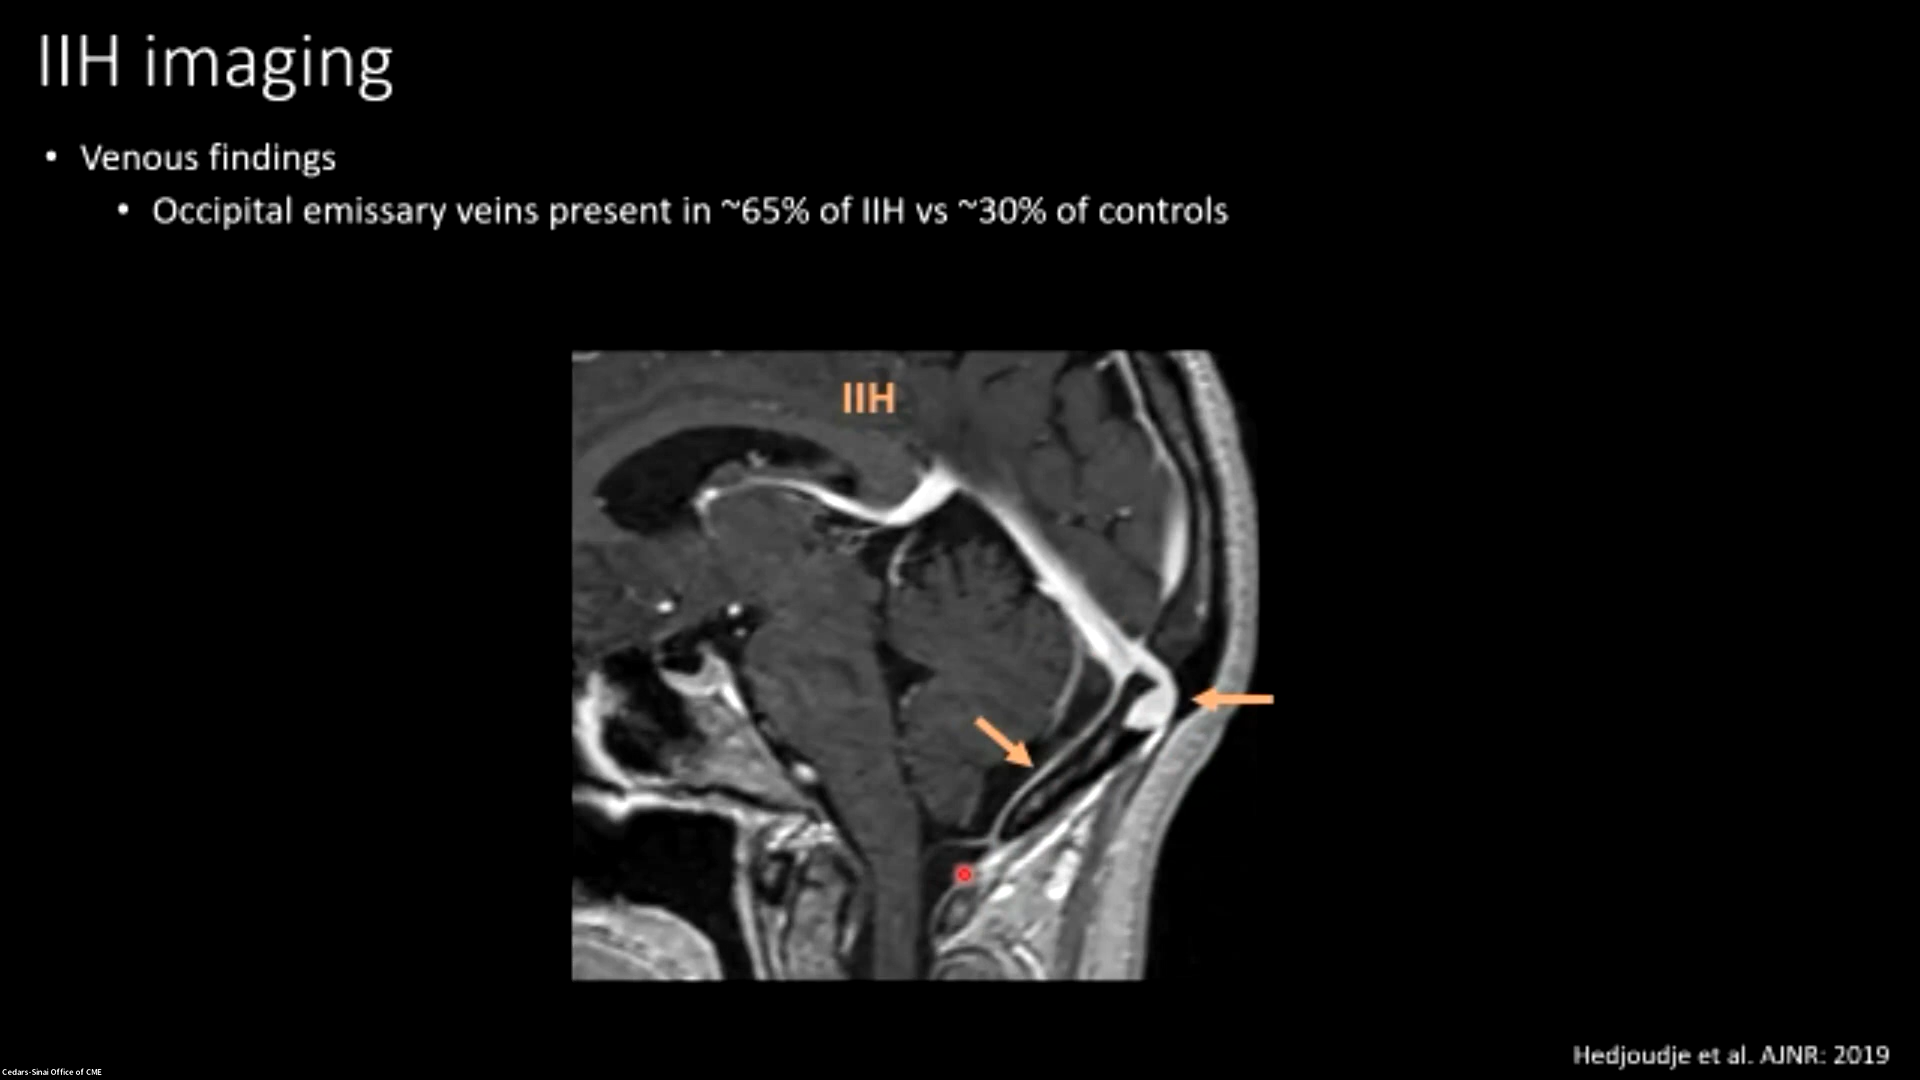 IIH imaging
• Venous findings
• Occipital emissary veins present in ~65% of IIH vs ~30% of controls
IIH
Hedjoudje et al. AJNR: 2019
Cedars-Sinai Office of CME